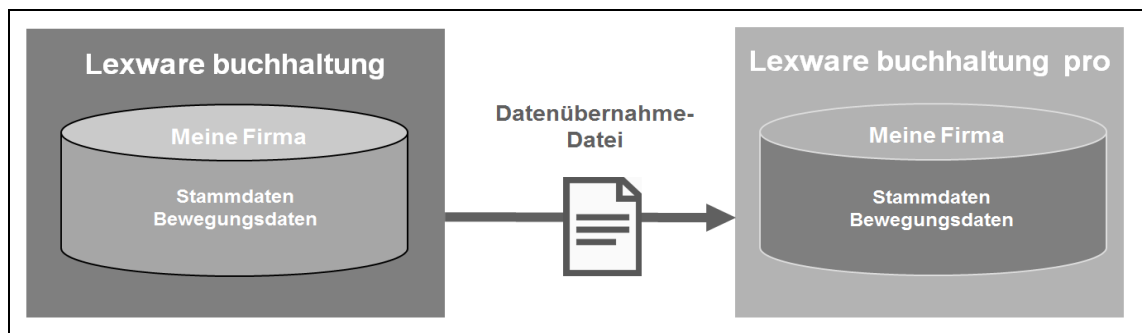 Lexware buchhaltung
Meine Firma
Stammdaten
Bewegungsdaten
Datenübernahme-
Datei
Lexware buchhaltung pro
Meine Firma
Stammdaten
Bewegungsdaten